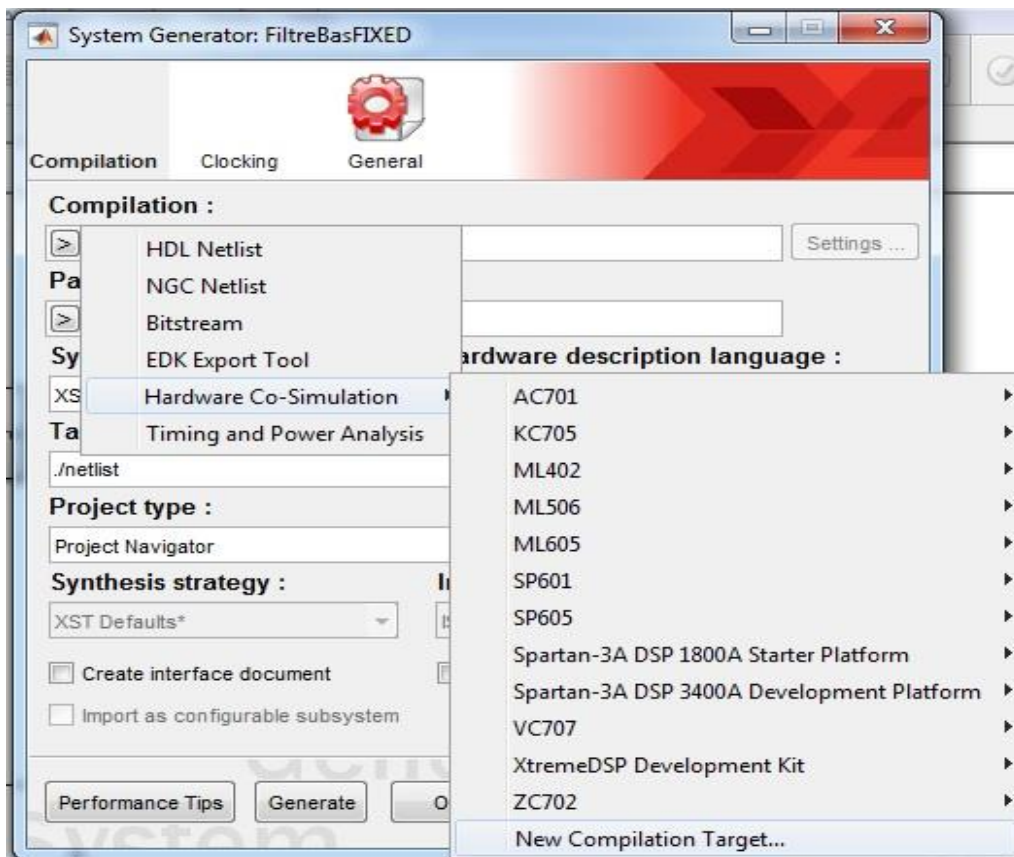 System Generator: FiltreBasFIXED
Compilation Clocking General
Compilation :
> HDL Netlist Settings ...
Pa NGC Netlist
> Bitstream
Sy EDK Export Tool ardware description language :
XS Hardware Co-Simulation AC701
Ta Timing and Power Analysis KC705
./netlist ML402
Project type : ML506
Project Navigator ML605
Synthesis strategy : SP601
XST Defaults* SP605
Create interface document Spartan-3A DSP 1800A Starter Platform
Spartan-3A DSP 3400A Development Platform
Import as configurable subsystem VC707
XtremeDSP Development Kit
Performance Tips Generate O ZC702
New Compilation Target...
System